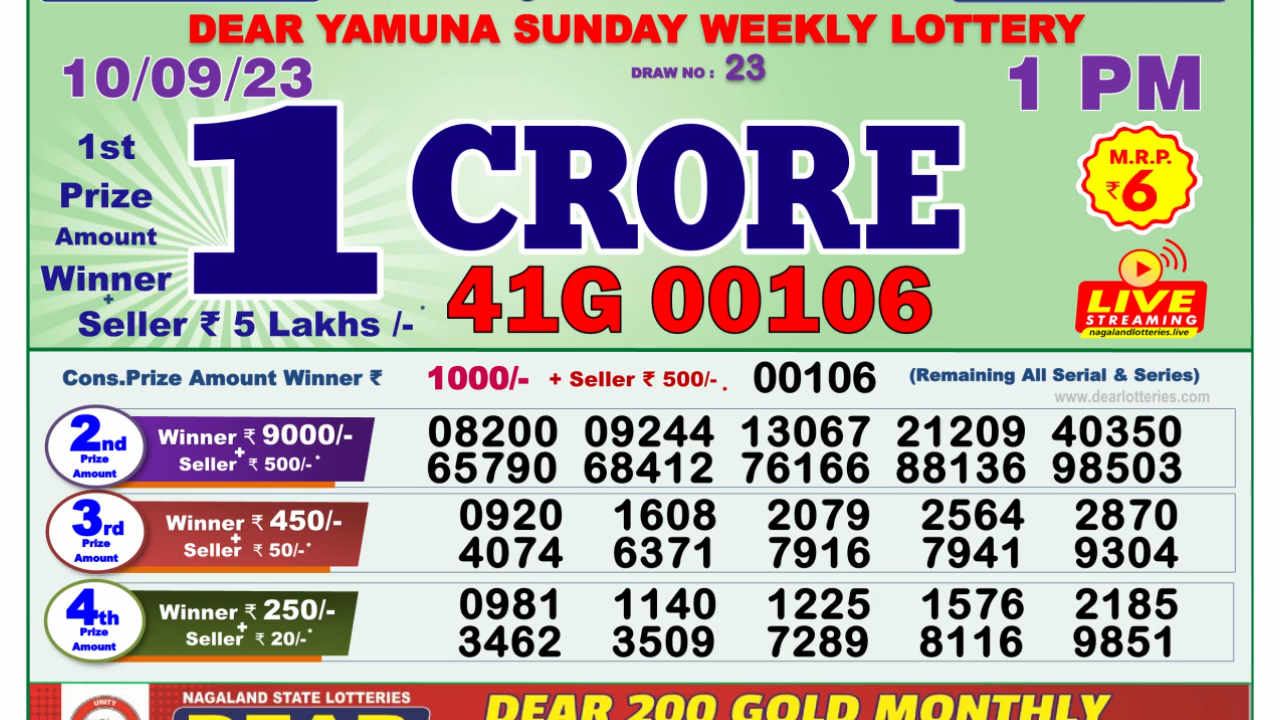 DEAR YAMUNA SUNDAY WEEKLY LOTTERY
10/09/23
DRAW NO : 23
1 PM
1st
Prize
Amount
Winner
+
Seller ₹ 5 Lakhs /-*
1 CRORE
41G 00106
M.R.P.
₹6
LIVE
STREAMING
nagalandlotteries.live
Cons.Prize Amount Winner ₹ 1000/- + Seller ₹ 500/-. 00106 (Remaining All Serial & Series)
www.dearlotteries.com
2nd
Prize
Amount
Winner ₹ 9000/-
+
Seller ₹ 500/-*
08200 09244 13067 21209 40350
65790 68412 76166 88136 98503
3rd
Prize
Amount
Winner ₹ 450/-
+
Seller ₹ 50/-*
0920 1608 2079 2564 2870
4074 6371 7916 7941 9304
4th
Prize
Amount
Winner ₹ 250/-
+
Seller ₹ 20/-*
0981 1140 1225 1576 2185
3462 3509 7289 8116 9851
UNITY
NAGALAND STATE LOTTERIES
DEAR
DEAR 200 GOLD MONTHLY